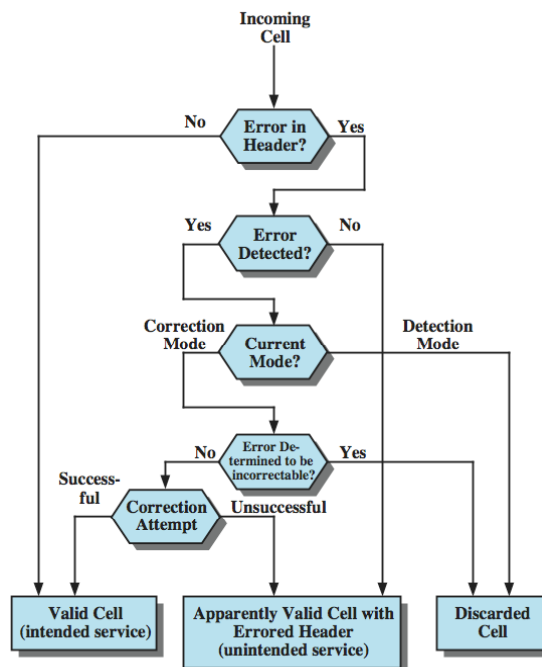 Incoming
Cell
No
Error in
Header?
Yes
Yes
Error
Detected?
No
Correction
Mode
Current
Mode?
Detection
Mode
No
Error De-
termined to be
incorrectable?
Yes
Success-
ful
Correction
Attempt
Unsuccessful
Valid Cell
(intended service)
Apparently Valid Cell with
Errored Header
(unintended service)
Discarded
Cell